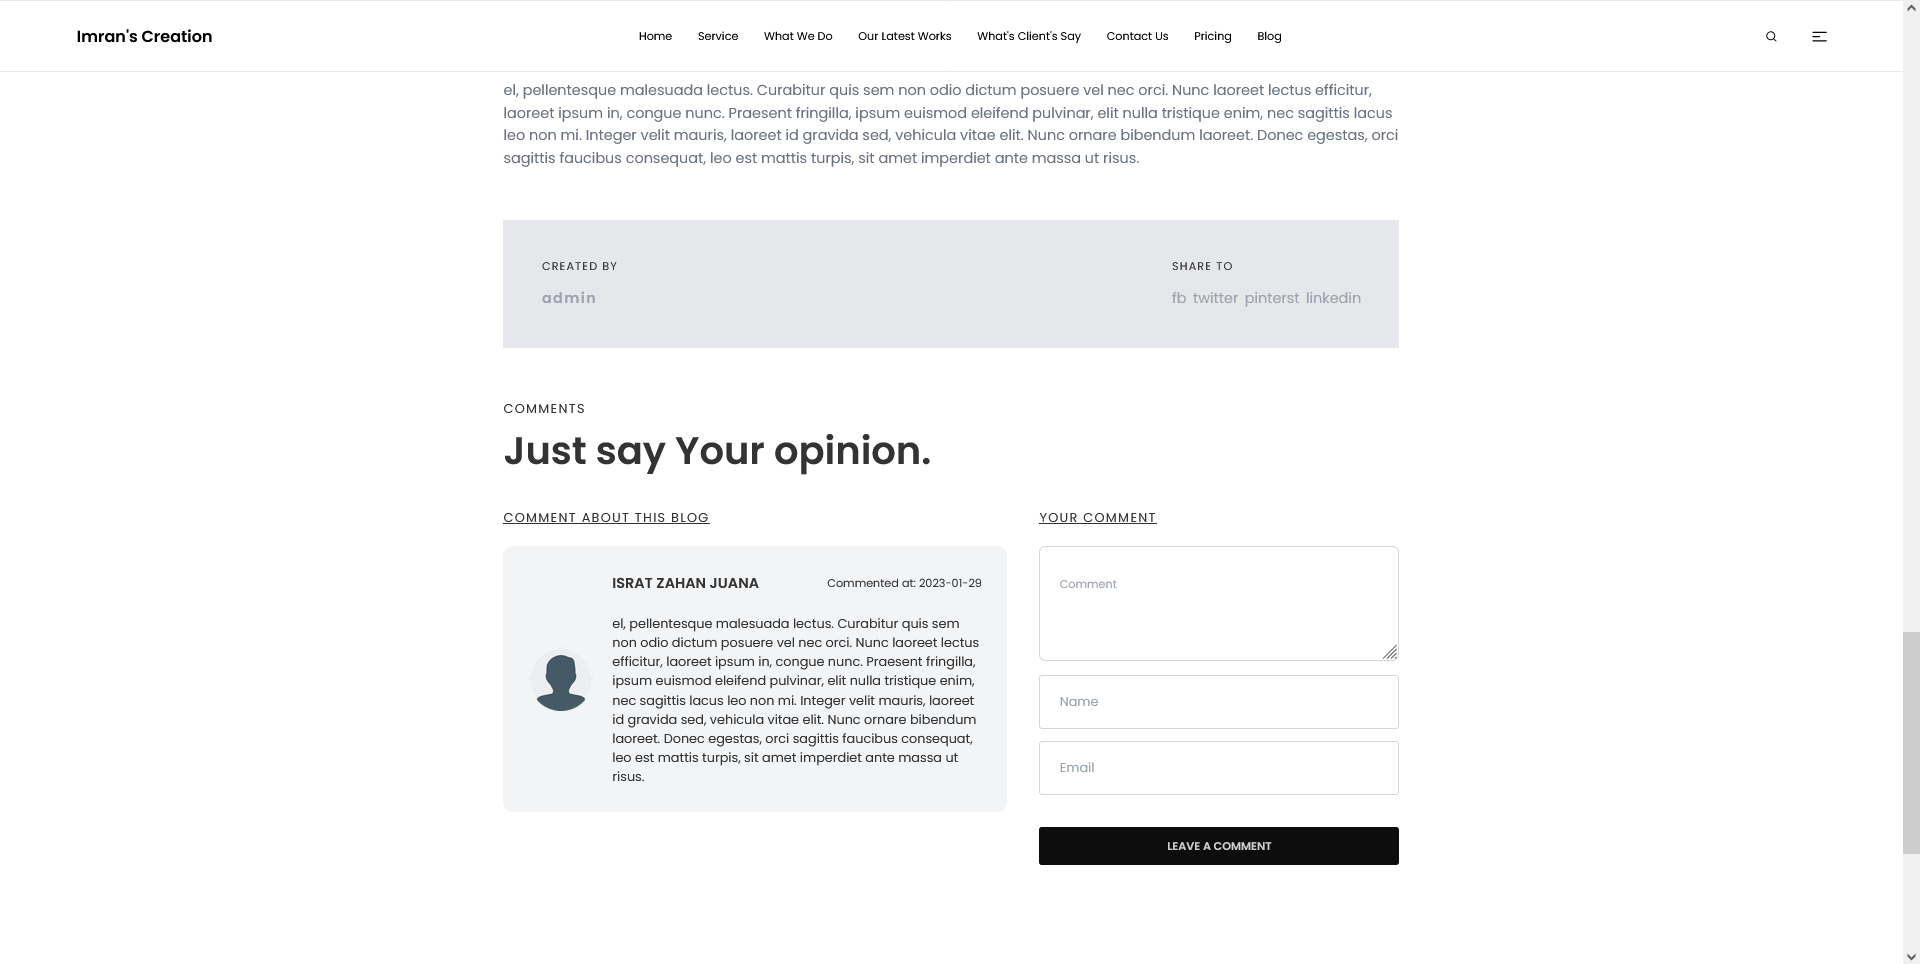 Imran's Creation
Home Service What We Do Our Latest Works What's Client's Say Contact Us Pricing Blog
el, pellentesque malesuada lectus. Curabitur quis sem non odio dictum posuere vel nec orci. Nunc laoreet lectus efficitur,
laoreet ipsum in, congue nunc. Praesent fringilla, ipsum euismod eleifend pulvinar, elit nulla tristique enim, nec sagittis lacus
leo non mi. Integer velit mauris, laoreet id gravida sed, vehicula vitae elit. Nunc ornare bibendum laoreet. Donec egestas, orci
sagittis faucibus consequat, leo est mattis turpis, sit amet imperdiet ante massa ut risus.
CREATED BY
admin
SHARE TO
fb twitter pinterst linkedin
COMMENTS
Just say Your opinion.
COMMENT ABOUT THIS BLOG
ISRAT ZAHAN JUANA
Commented at: 2023-01-29
el, pellentesque malesuada lectus. Curabitur quis sem
non odio dictum posuere vel nec orci. Nunc laoreet lectus
efficitur, laoreet ipsum in, congue nunc. Praesent fringilla,
ipsum euismod eleifend pulvinar, elit nulla tristique enim,
nec sagittis lacus leo non mi. Integer velit mauris, laoreet
id gravida sed, vehicula vitae elit. Nunc ornare bibendum
laoreet. Donec egestas, orci sagittis faucibus consequat,
leo est mattis turpis, sit amet imperdiet ante massa ut
risus.
YOUR COMMENT
Comment
Name
Email
LEAVE A COMMENT